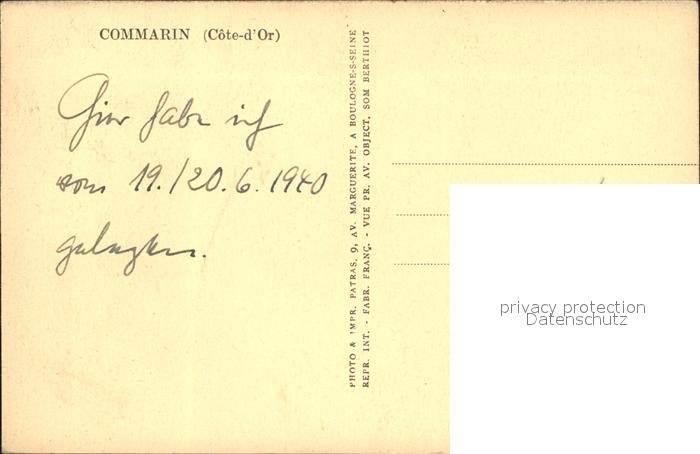 COMMARIN (Côte-d'Or)
Hier habe ich
vom 19./20.6.1940
PHOTO & IMPR. PATRAS, 9, AV. MARGUERITE, A BOULOGNE-S-SEINE
REPR. INT. - FABR. FRANÇ. - VUE PR. AV. OBJECT. SOM BERTHIOT
privacy protection
Datenschutz